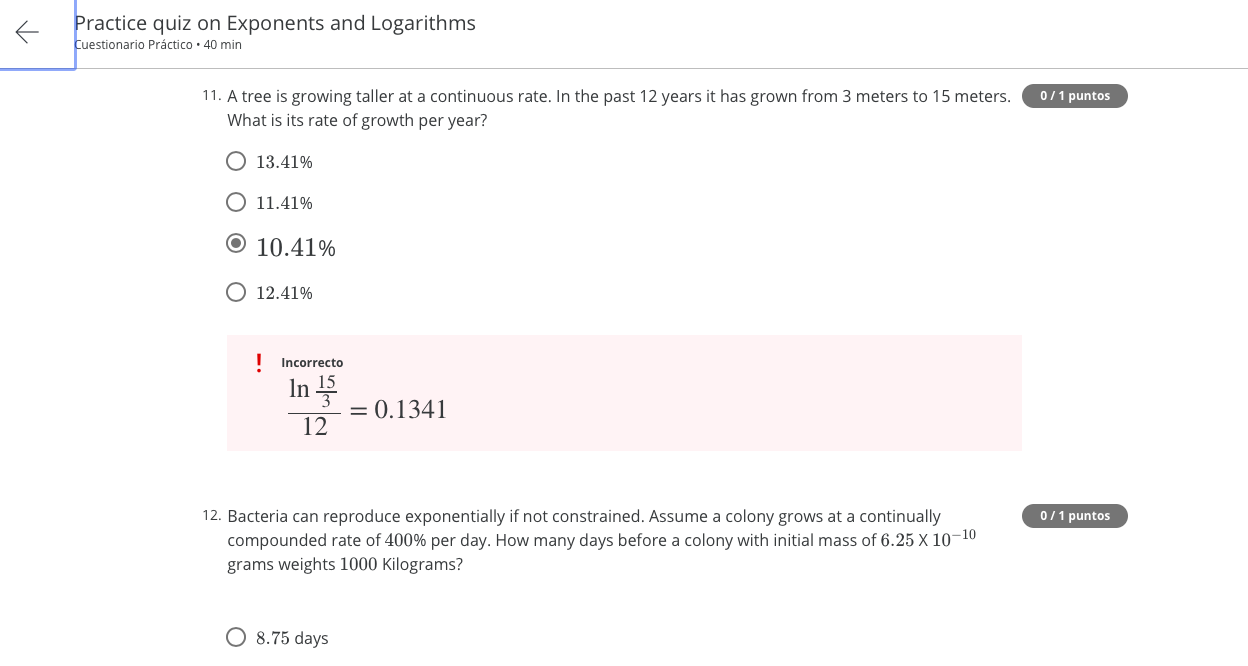 Practice quiz on Exponents and Logarithms
Cuestionario Práctico • 40 min
11. A tree is growing taller at a continuous rate. In the past 12 years it has grown from 3 meters to 15 meters. 0 / 1 puntos
What is its rate of growth per year?
13.41%
11.41%
10.41%
12.41%
! Incorrecto
ln 15/3 / 12 = 0.1341
12. Bacteria can reproduce exponentially if not constrained. Assume a colony grows at a continually 0 / 1 puntos
compounded rate of 400% per day. How many days before a colony with initial mass of 6.25 X 10⁻¹⁰
grams weights 1000 Kilograms?
8.75 days